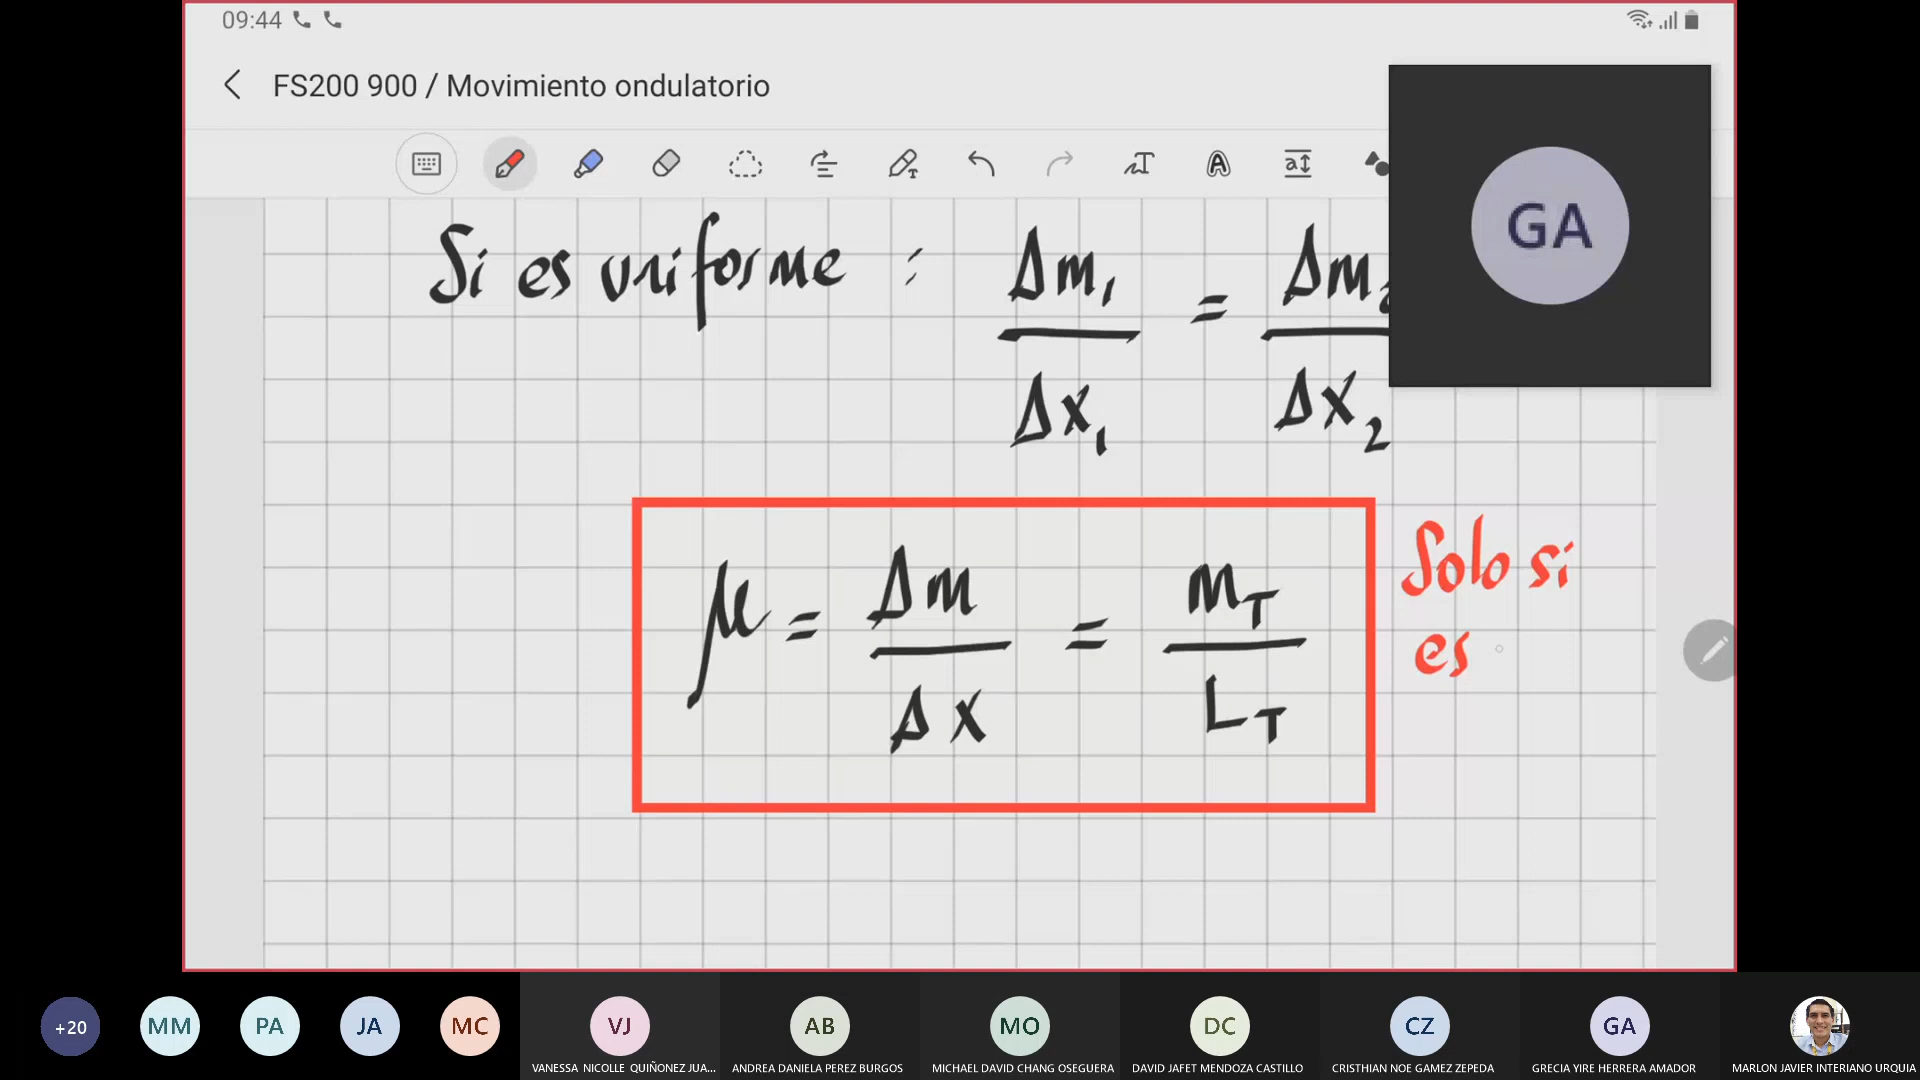 09:44
FS200 900 / Movimiento ondulatorio
GA
Si es uniforme : Δm₁/Δx₁ = Δm₂/Δx₂
μ = Δm/Δx = M_T/L_T
Solo si
es
+20 MM PA JA MC VJ AB MO DC CZ GA
VANESSA NICOLLE QUIÑONEZ JUA... ANDREA DANIELA PEREZ BURGOS MICHAEL DAVID CHANG OSEGUERA DAVID JAFET MENDOZA CASTILLO CRISTHIAN NOE GAMEZ ZEPEDA GRECIA YIRE HERRERA AMADOR MARLON JAVIER INTERIANO URQUIA